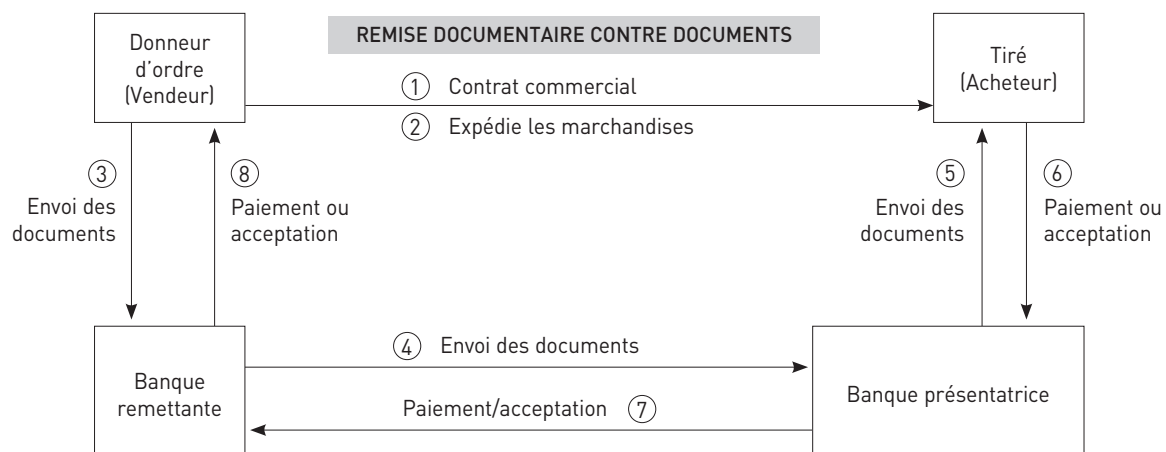 REMISE DOCUMENTAIRE CONTRE DOCUMENTS
Donneur
d'ordre
(Vendeur)
Tiré
(Acheteur)
1 Contrat commercial
2 Expédie les marchandises
3
Envoi des
documents
8
Paiement ou
acceptation
5
Envoi des
documents
6
Paiement ou
acceptation
Banque
remettante
4 Envoi des documents
Paiement/acceptation 7
Banque présentatrice